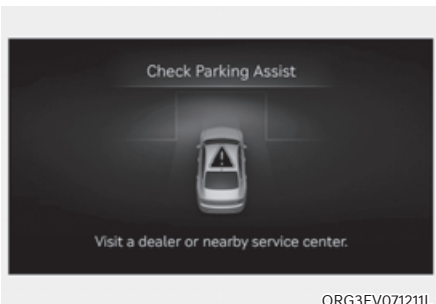 Check Parking Assist
Visit a dealer or nearby service center.
ORG3EV071211L